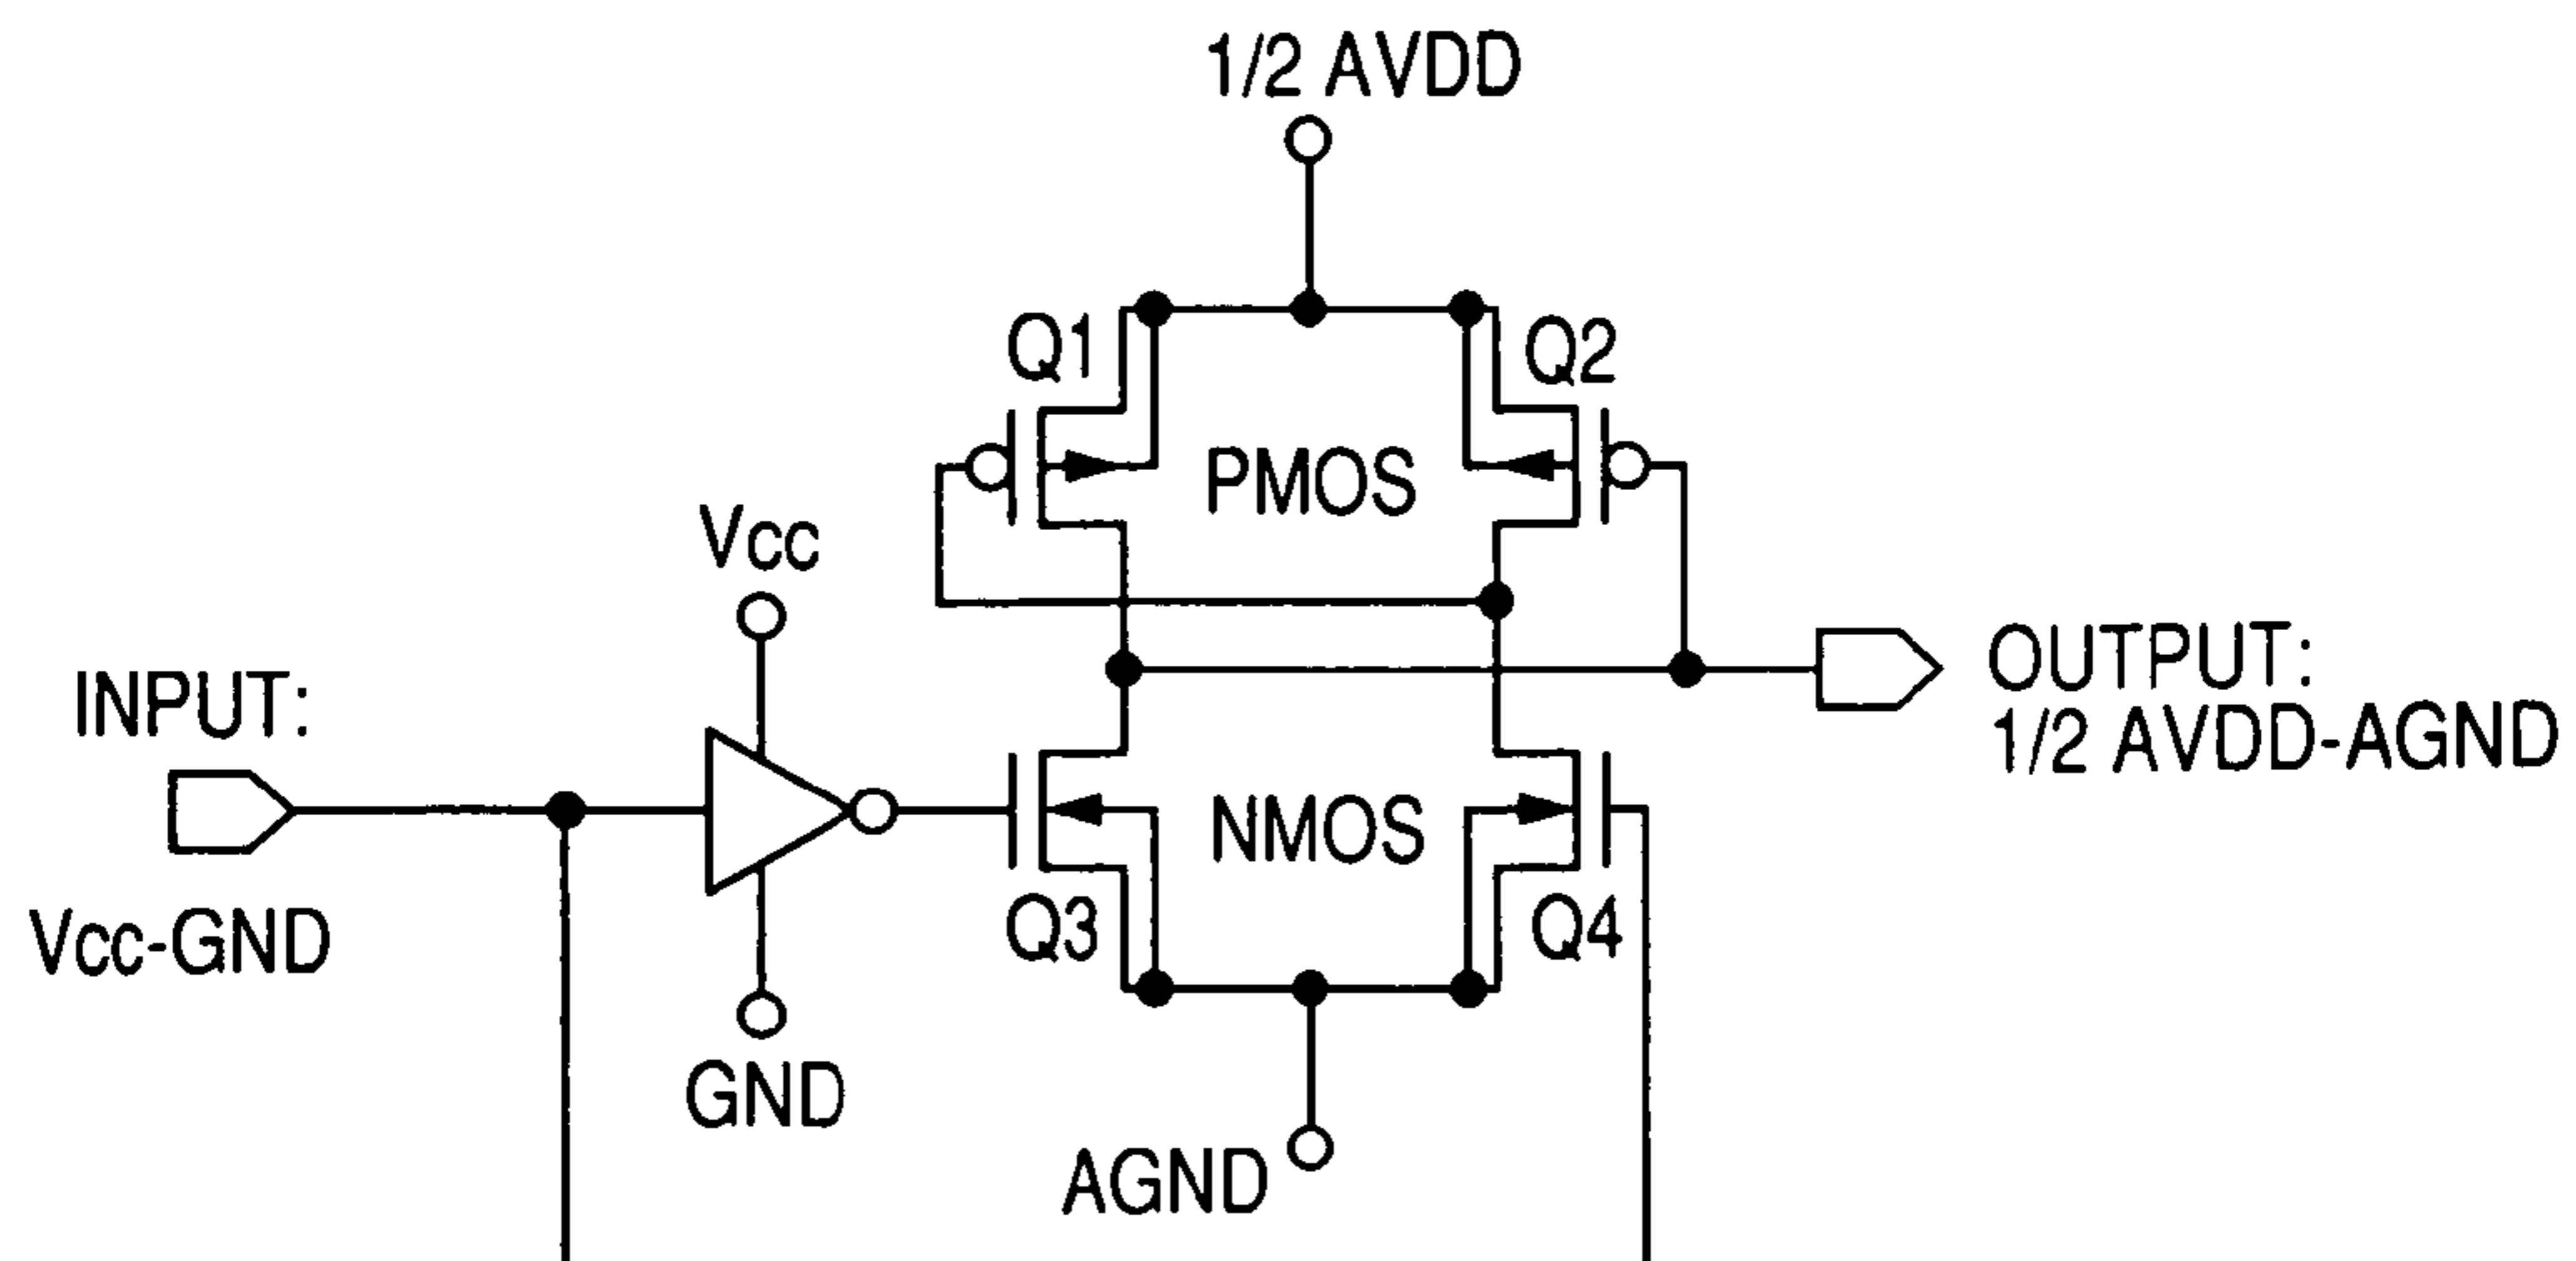 1/2 AVDD
Q1
Q2
PMOS
Vcc
INPUT:
OUTPUT:
1/2 AVDD-AGND
NMOS
Vcc-GND
Q3
Q4
GND
AGND